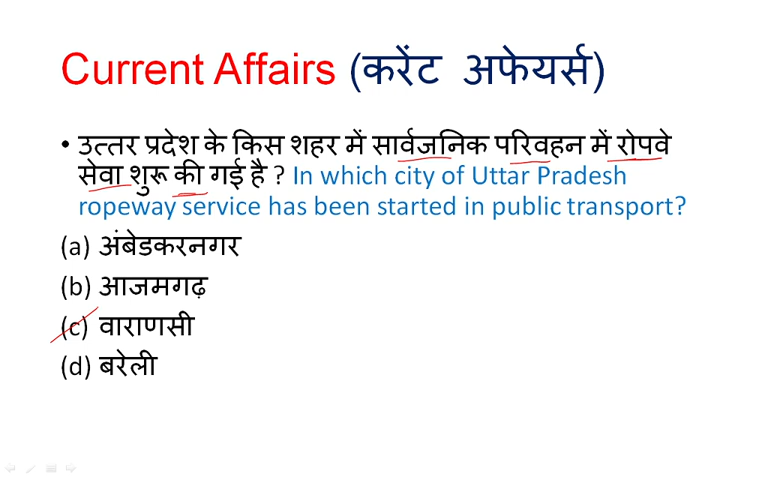 Current Affairs (करेंट अफेयर्स)
• उत्तर प्रदेश के किस शहर में सार्वजनिक परिवहन में रोपवे
सेवा शुरू की गई है ? In which city of Uttar Pradesh
ropeway service has been started in public transport?
(a) अंबेडकरनगर
(b) आजमगढ़
(c) वाराणसी
(d) बरेली